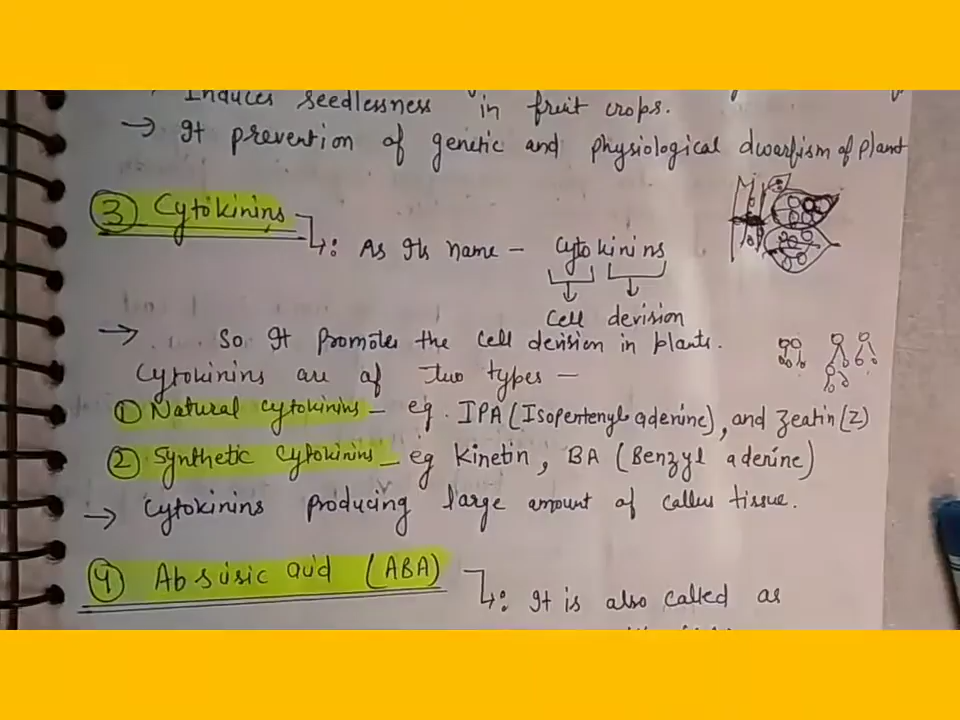 Induces seedlessness in fruit crops.
→ It prevention of genetic and physiological dwarfism of plant
③ Cytokinins
: As Its name – Cytokinins
Cell devision
→ So It promotes the cell devision in plants.
Cytokinins are of two types –
① Natural cytokinins – eg. IPA (Isopentenyl adenine), and Zeatin (Z)
② Synthetic Cytokinins – eg Kinetin, BA (Benzyl adenine)
→ Cytokinins producing large amount of callus tissue.
④ Absisic acid (ABA)
: It is also called as